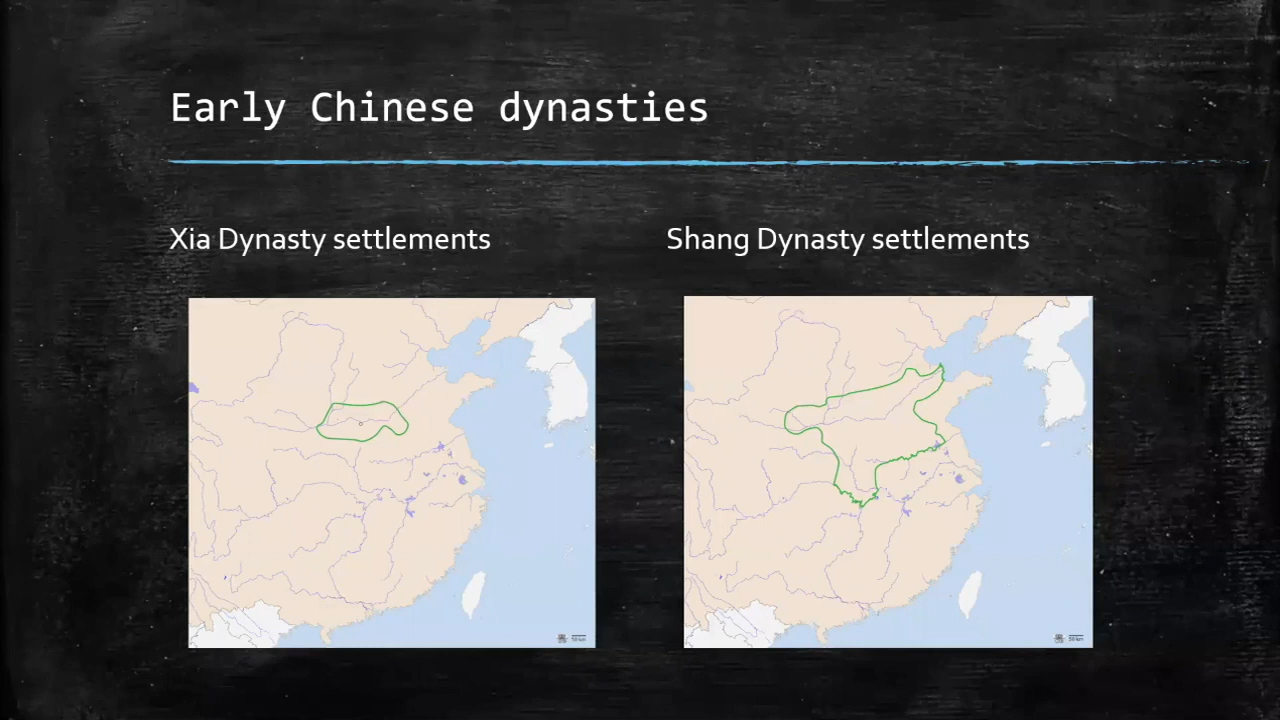 Early Chinese dynasties
Xia Dynasty settlements
Shang Dynasty settlements